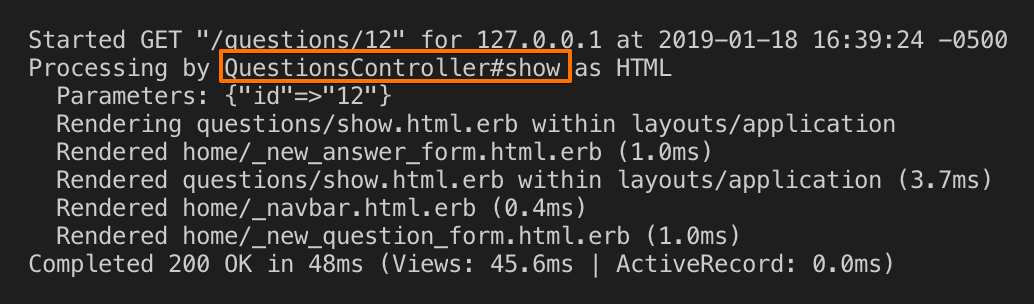 Started GET "/questions/12" for 127.0.0.1 at 2019-01-18 16:39:24 -0500
Processing by QuestionsController#show as HTML
  Parameters: {"id"=>"12"}
  Rendering questions/show.html.erb within layouts/application
  Rendered home/_new_answer_form.html.erb (1.0ms)
  Rendered questions/show.html.erb within layouts/application (3.7ms)
  Rendered home/_navbar.html.erb (0.4ms)
  Rendered home/_new_question_form.html.erb (1.0ms)
Completed 200 OK in 48ms (Views: 45.6ms | ActiveRecord: 0.0ms)